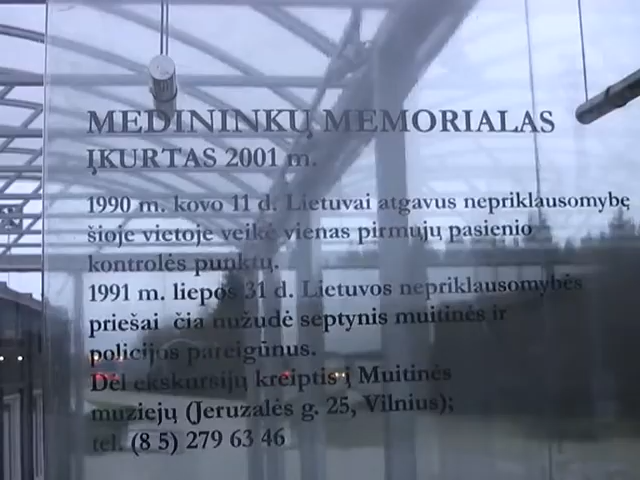 MEDININKŲ MEMORIALAS
ĮKURTAS 2001 m.
1990 m. kovo 11 d. Lietuvai atgavus nepriklausomybę
šioje vietoje veikė vienas pirmųjų pasienio
kontrolės punktų.
1991 m. liepos 31 d. Lietuvos nepriklausomybės
priešai čia nužudė septynis muitinės ir
policijos pareigūnus.
Dėl ekskursijų kreiptis į Muitinės
muziejų (Jeruzalės g. 25, Vilnius);
tel. (8 5) 279 63 46